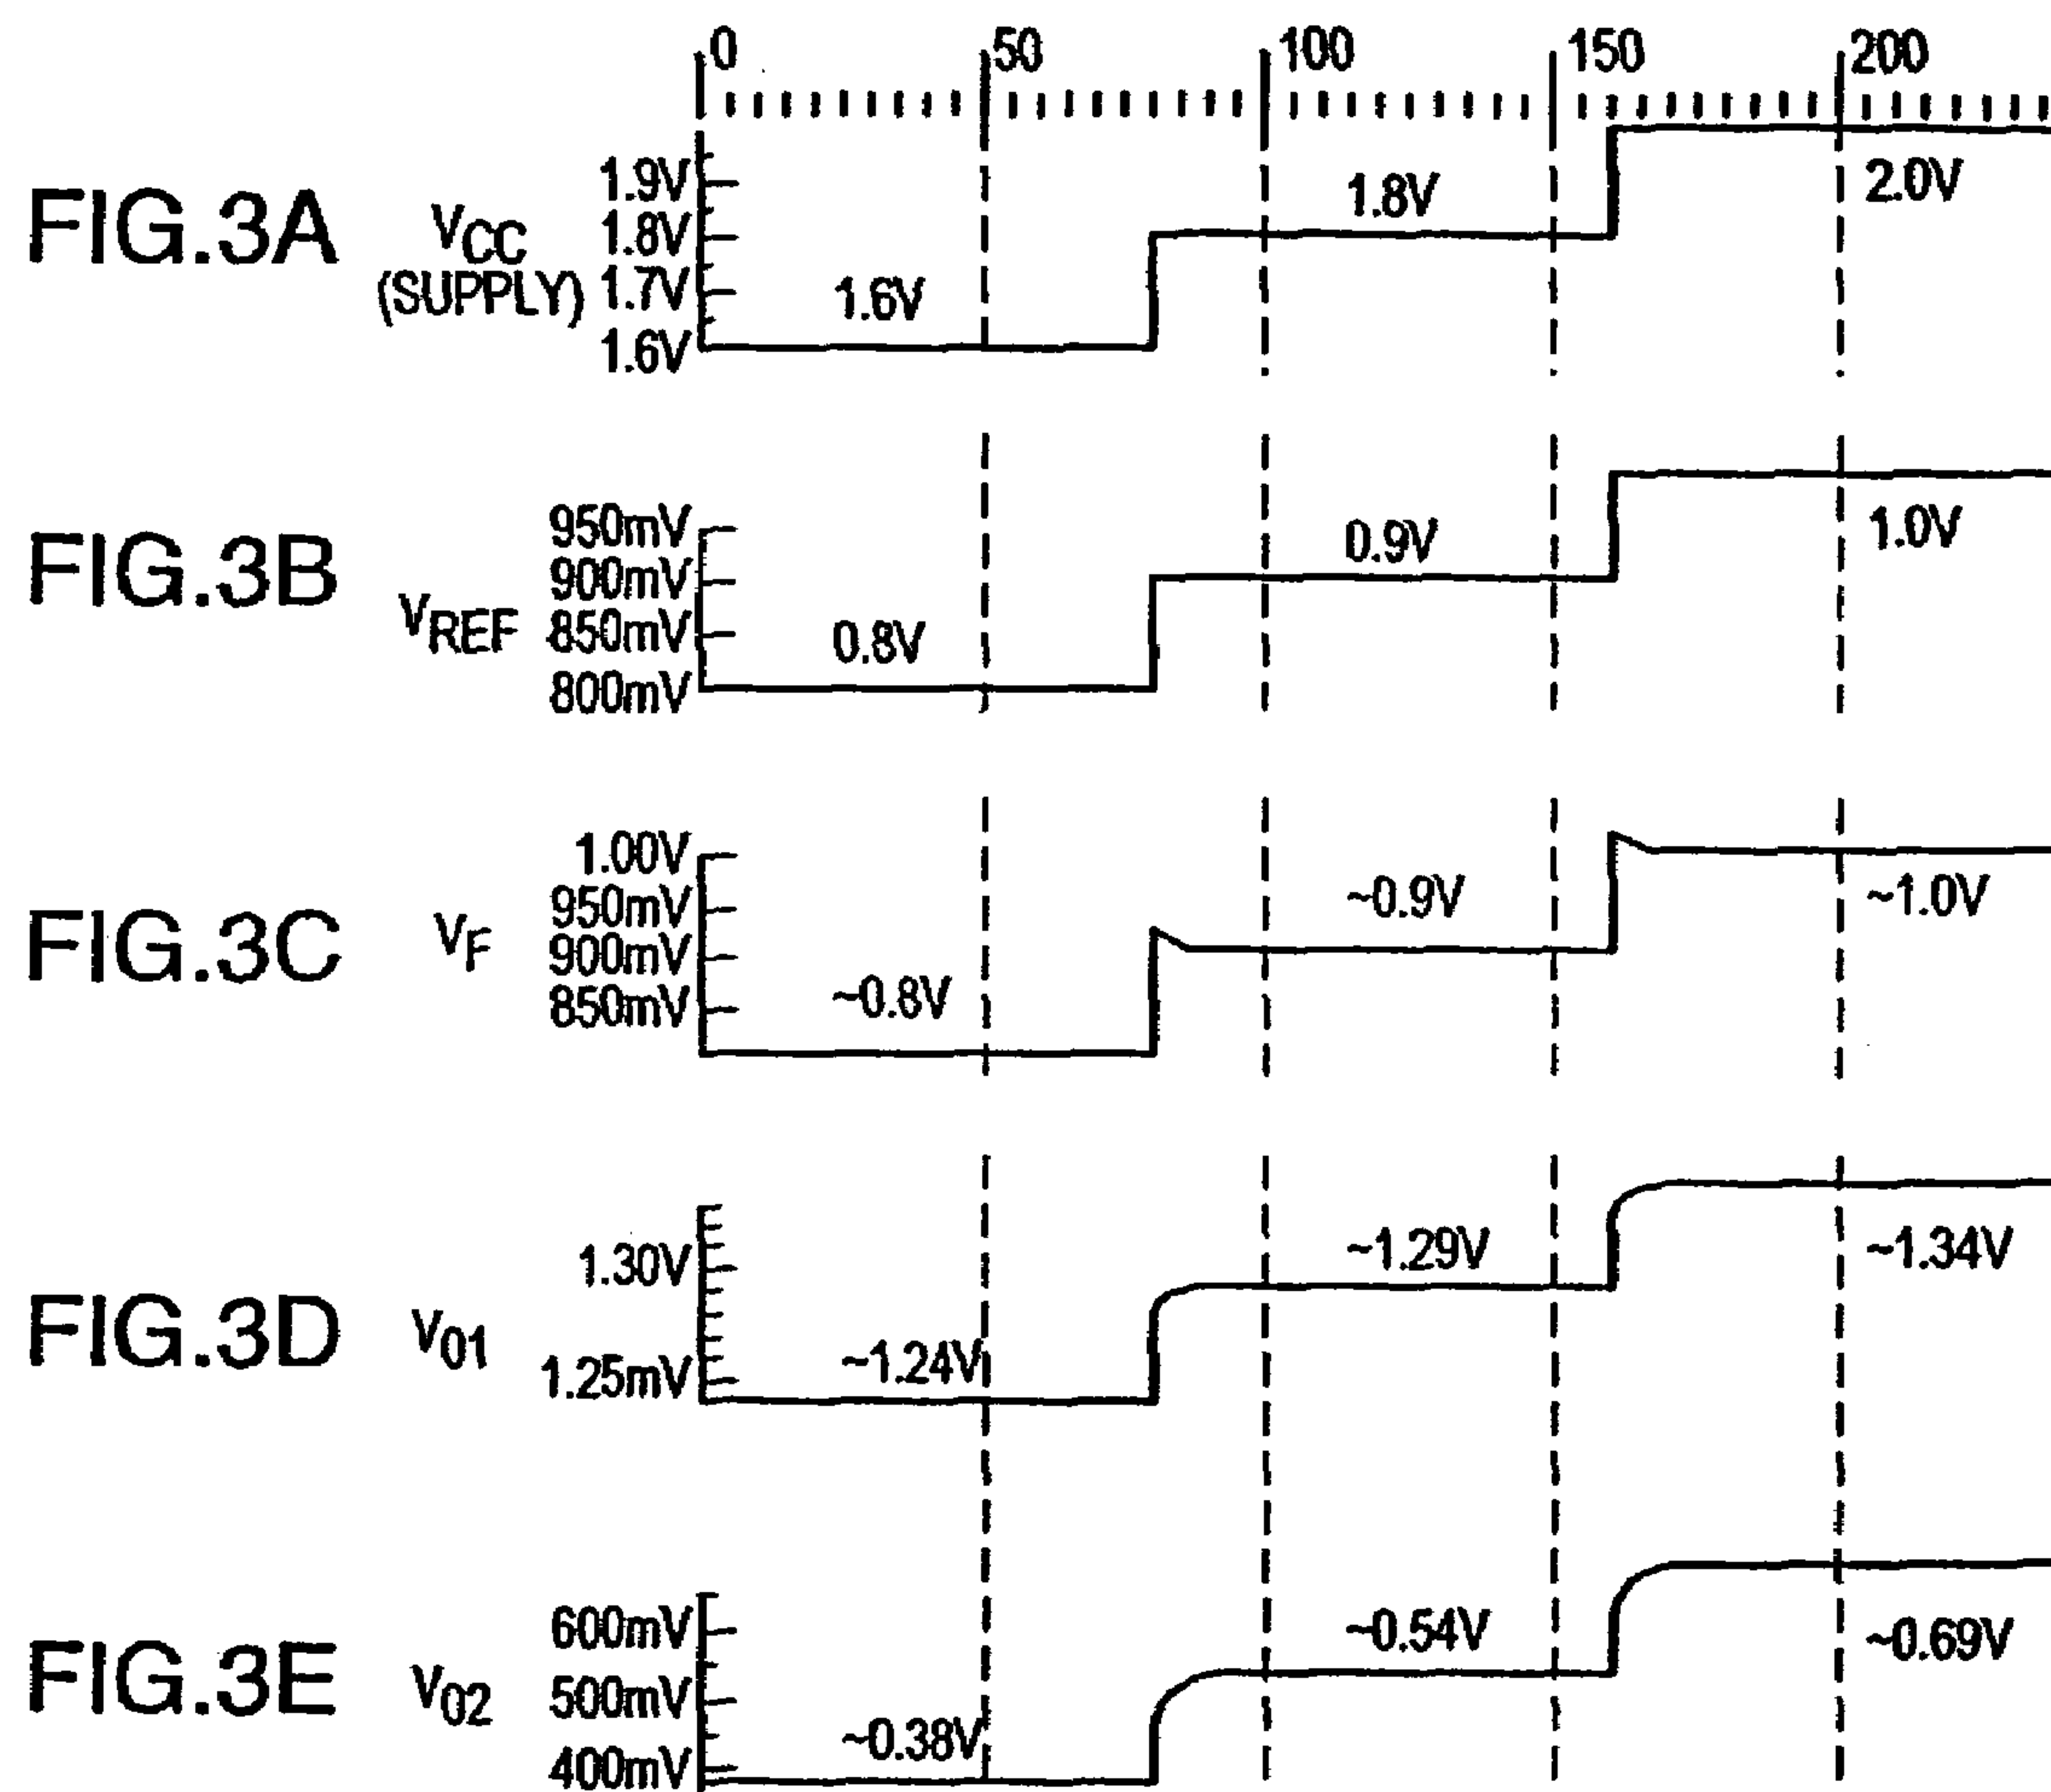 0 50 100 150 200
FIG.3A
VCC
(SUPPLY)
1.9V
1.8V
1.7V
1.6V
1.6V
1.8V
2.0V
FIG.3B
VREF
950mV
900mV
850mV
800mV
0.8V
0.9V
1.0V
FIG.3C
VF
1.00V
950mV
900mV
850mV
~0.8V
~0.9V
~1.0V
FIG.3D
V01
1.30V
1.25mV
~1.24V
~1.29V
~1.34V
FIG.3E
V02
600mV
500mV
400mV
~0.38V
~0.54V
~0.69V